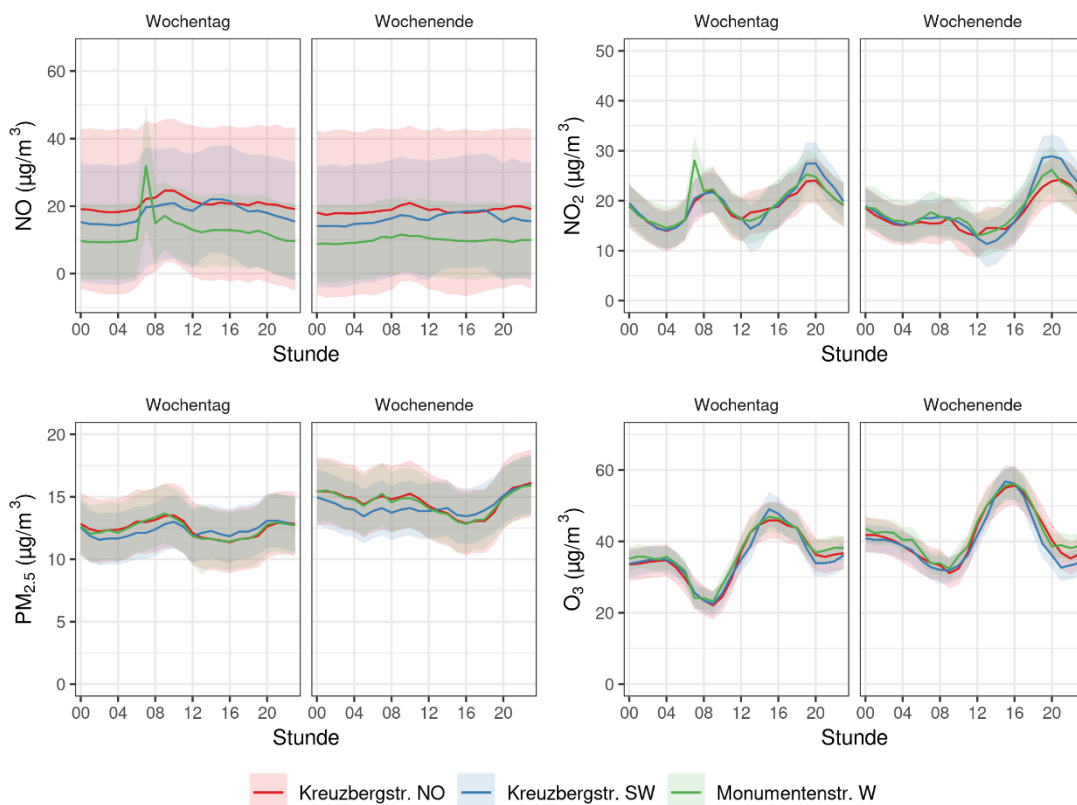 Wochentag Wochenende
NO (µg/m³)
60
40
20
0
00 04 08 12 16 20 00 04 08 12 16 20
Stunde
Wochentag Wochenende
NO₂ (µg/m³)
50
40
30
20
10
0
00 04 08 12 16 20 00 04 08 12 16 20
Stunde
Wochentag Wochenende
PM₂.₅ (µg/m³)
20
15
10
5
0
00 04 08 12 16 20 00 04 08 12 16 20
Stunde
Wochentag Wochenende
O₃ (µg/m³)
60
40
20
0
00 04 08 12 16 20 00 04 08 12 16 20
Stunde
Kreuzbergstr. NO Kreuzbergstr. SW Monumentenstr. W